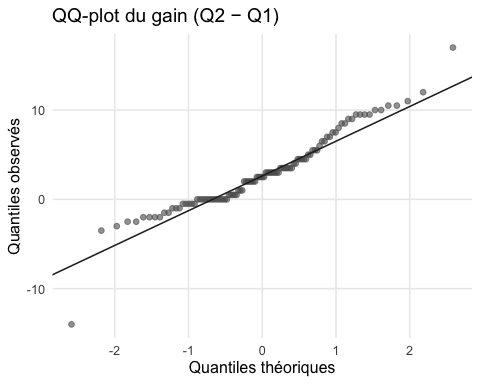 QQ-plot du gain (Q2 − Q1)
Quantiles observés
10
0
-10
-2
-1
0
1
2
Quantiles théoriques